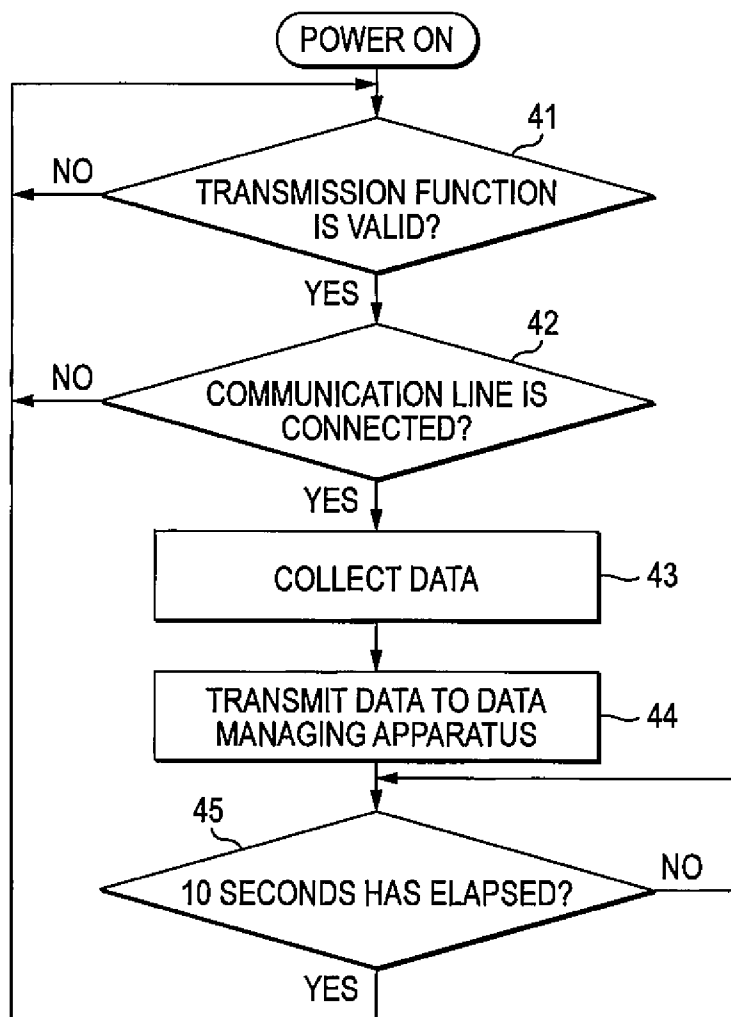 POWER ON
41
NO
TRANSMISSION FUNCTION
IS VALID?
YES
42
NO
COMMUNICATION LINE IS
CONNECTED?
YES
COLLECT DATA
43
TRANSMIT DATA TO DATA
MANAGING APPARATUS
44
45
10 SECONDS HAS ELAPSED?
NO
YES